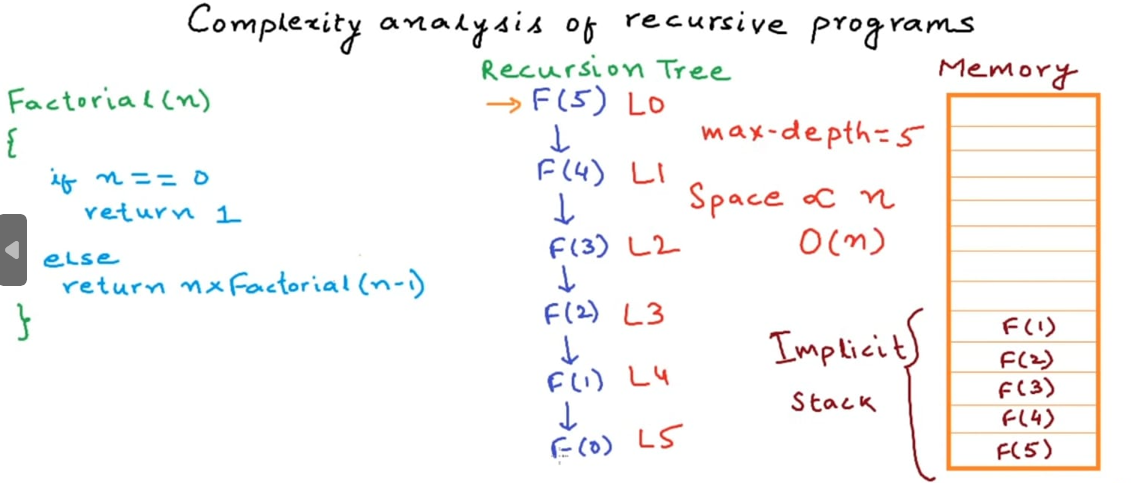 Complexity analysis of recursive programs
Factorial(n)
{
if n == 0
return 1
else
return n×Factorial(n-1)
}
Recursion Tree
→ F(5) L0
↓
F(4) L1
↓
F(3) L2
↓
F(2) L3
↓
F(1) L4
↓
F(0) L5
max-depth=5
Space ∝ n
O(n)
Implicit
Stack
Memory
F(1)
F(2)
F(3)
F(4)
F(5)